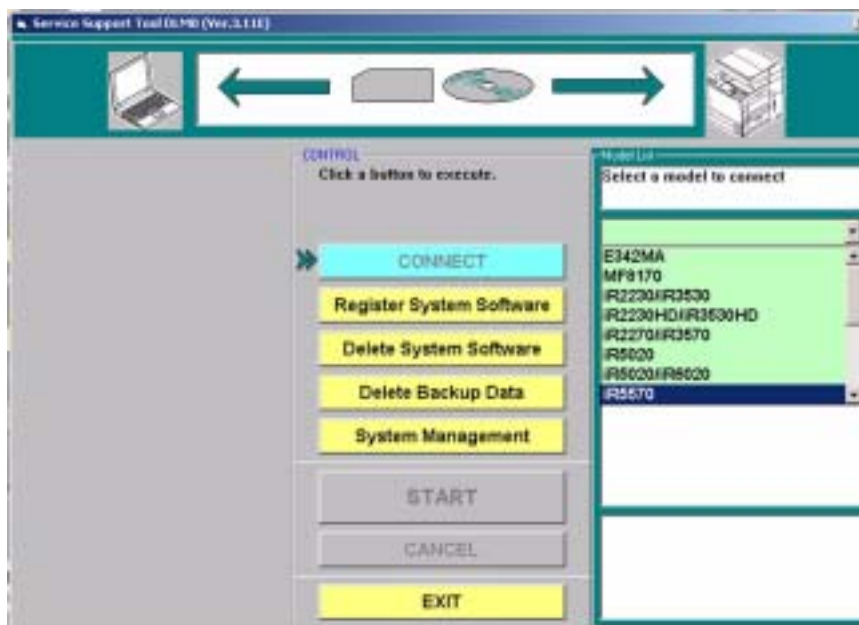 Service Support Tool (Ver.3.11E)
CONTROL
Click a button to execute.
CONNECT
Register System Software
Delete System Software
Delete Backup Data
System Management
START
CANCEL
EXIT
Model List
Select a model to connect
E342MA
MF8170
iR2230/iR3530
iR2230HD/iR3530HD
iR2270/iR3570
iR5020
iR5020/iR6020
iR5570